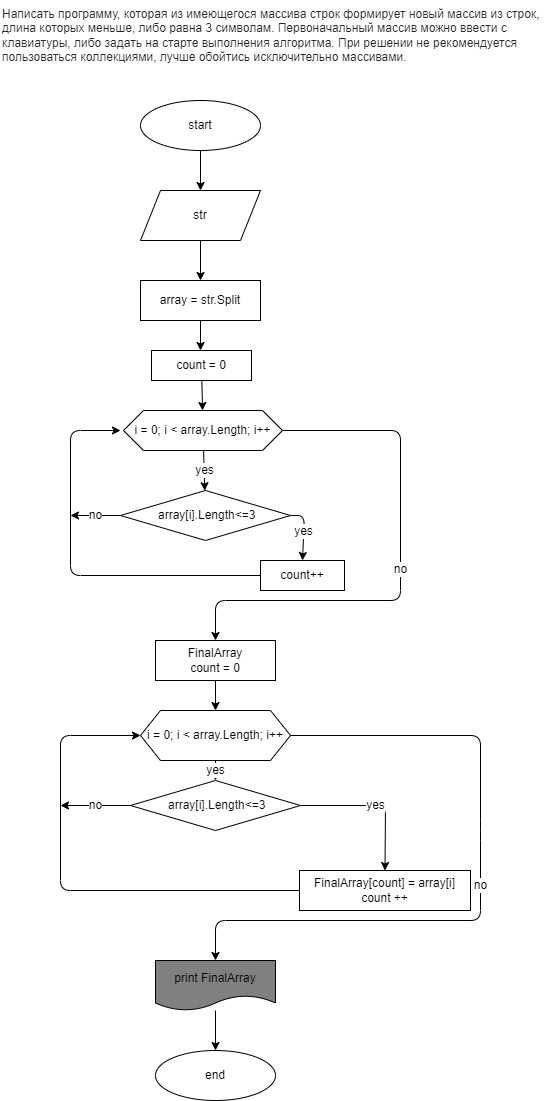 Написать программу, которая из имеющегося массива строк формирует новый массив из строк,
длина которых меньше, либо равна 3 символам. Первоначальный массив можно ввести с
клавиатуры, либо задать на старте выполнения алгоритма. При решении не рекомендуется
пользоваться коллекциями, лучше обойтись исключительно массивами.
start
str
array = str.Split
count = 0
i = 0; i < array.Length; i++
yes
no
array[i].Length<=3
yes
count++
no
FinalArray
count = 0
i = 0; i < array.Length; i++
yes
no
array[i].Length<=3
yes
FinalArray[count] = array[i]
count ++
no
print FinalArray
end